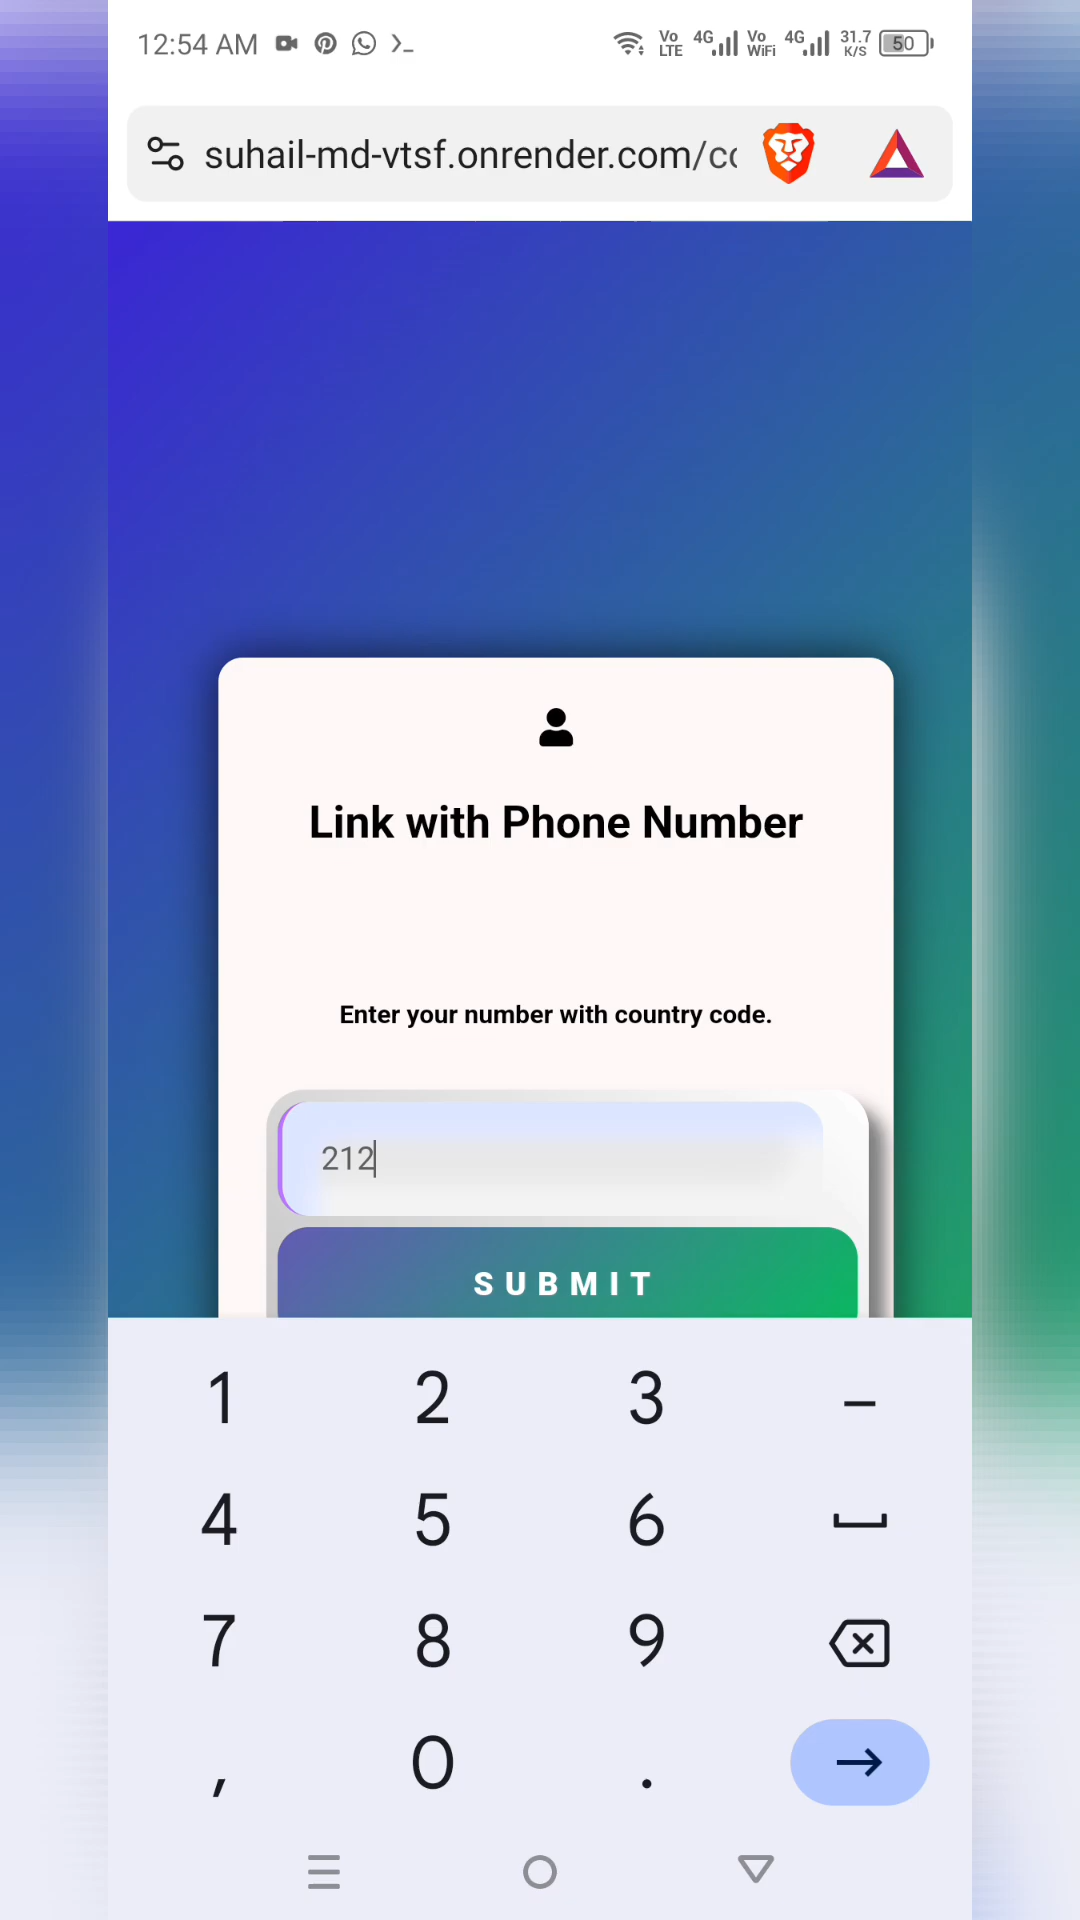 12:54 AM
Vo LTE 4G Vo WiFi 4G 31.7 K/S 50
suhail-md-vtsf.onrender.com/co
Link with Phone Number
Enter your number with country code.
212
SUBMIT
1 2 3 –
4 5 6
7 8 9
, 0 .